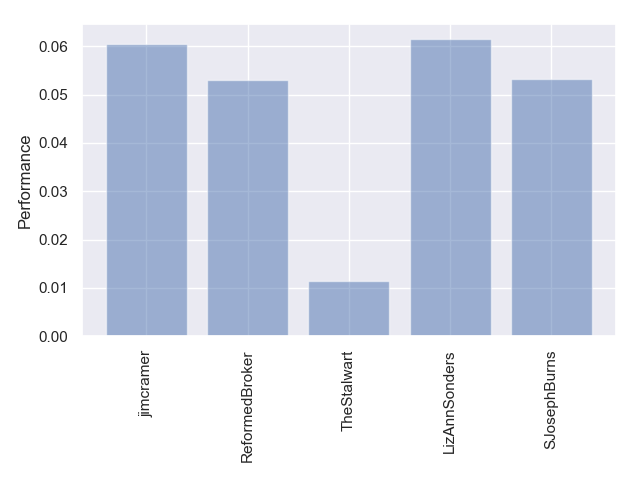 0.06
0.05
0.04
0.03
0.02
0.01
0.00
Performance
jimcramer
ReformedBroker
TheStalwart
LizAnnSonders
SJosephBurns